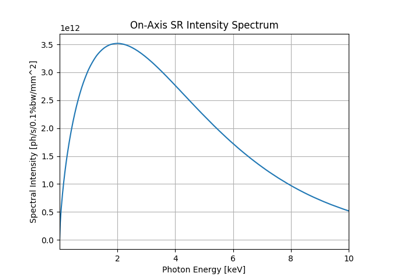 On-Axis SR Intensity Spectrum
1e12
3.5
3.0
2.5
2.0
1.5
1.0
0.5
0.0
Spectral Intensity [ph/s/0.1%bw/mm^2]
2 4 6 8 10
Photon Energy [keV]